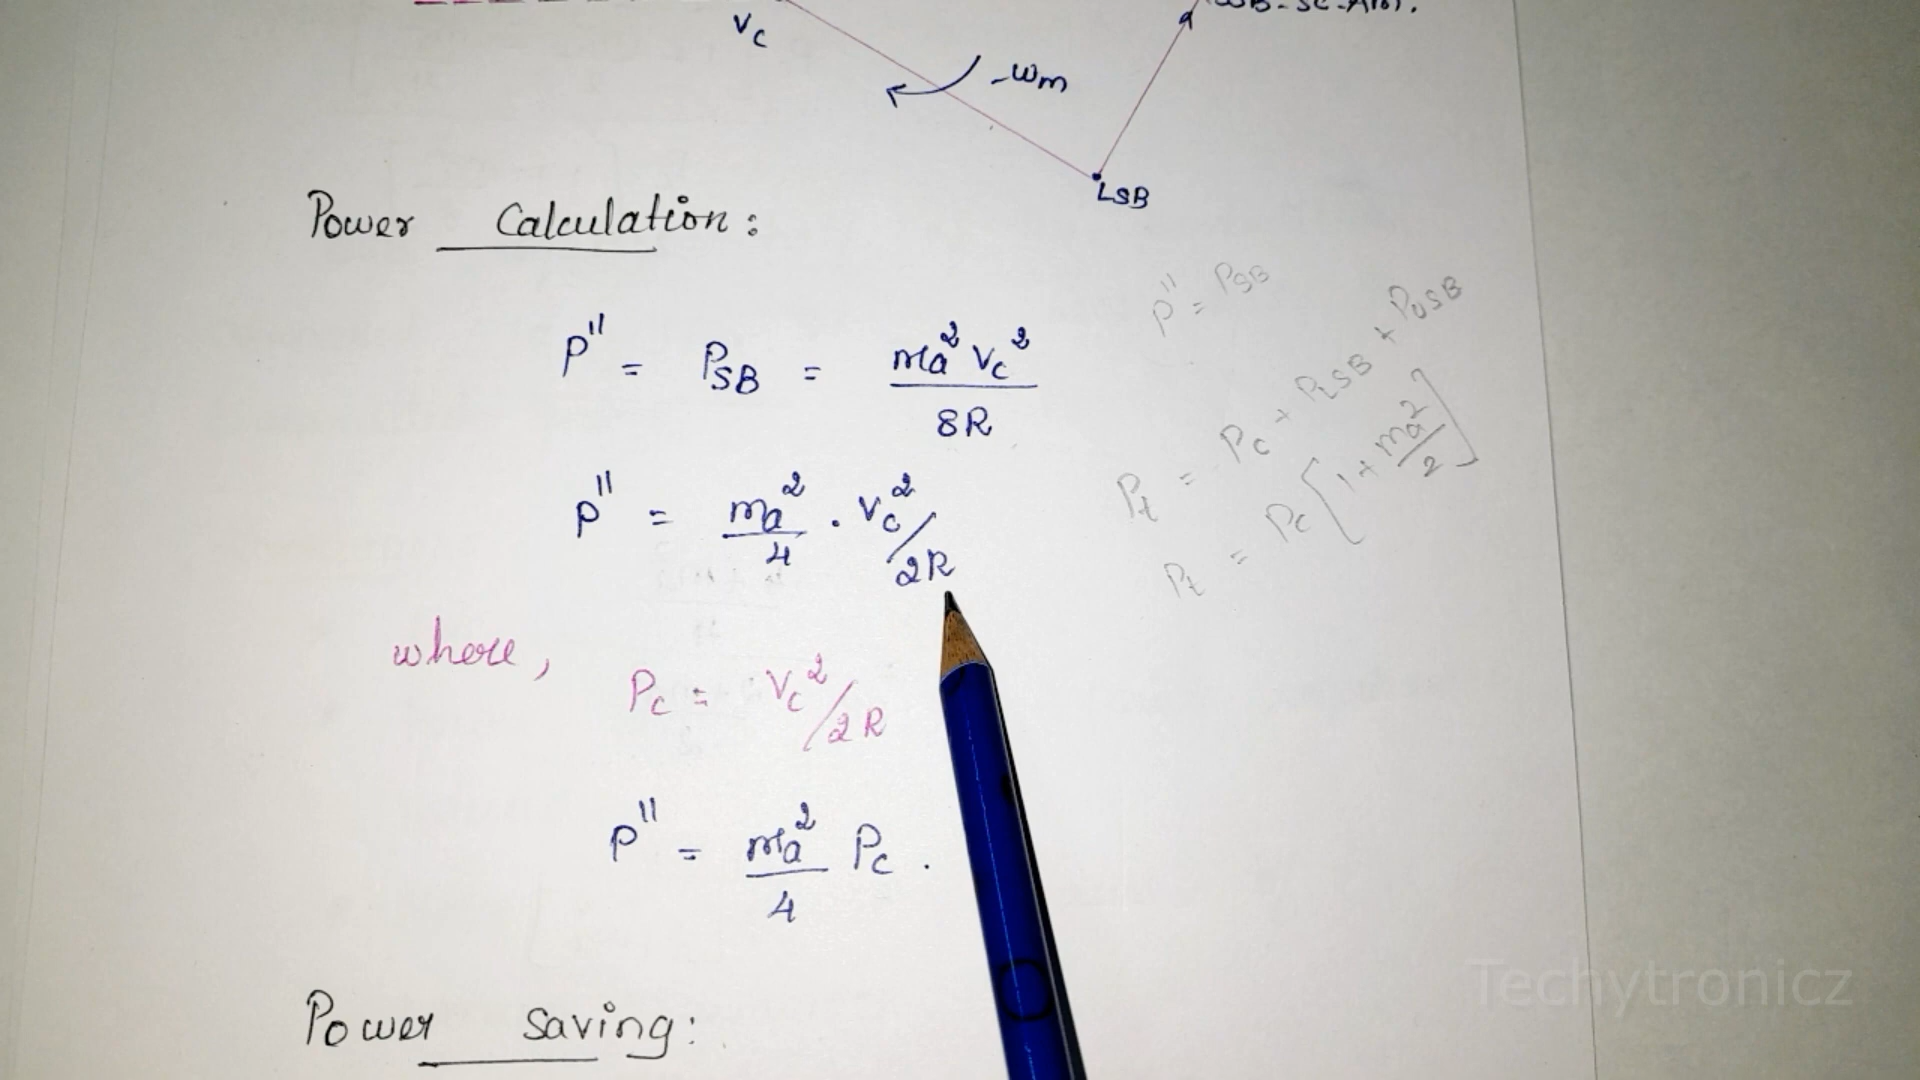 Vc
-ωm
LSB
Power Calculation:
P'' = PSB = ma² Vc² / 8R
P'' = ma²/4 . Vc²/2R
where,
Pc = Vc²/2R
P'' = ma²/4 Pc .
Power saving:
P'' = PSB
Pt = Pc + PLSB + PUSB
Pt = Pc [1 + ma²/2]
Techytronicz